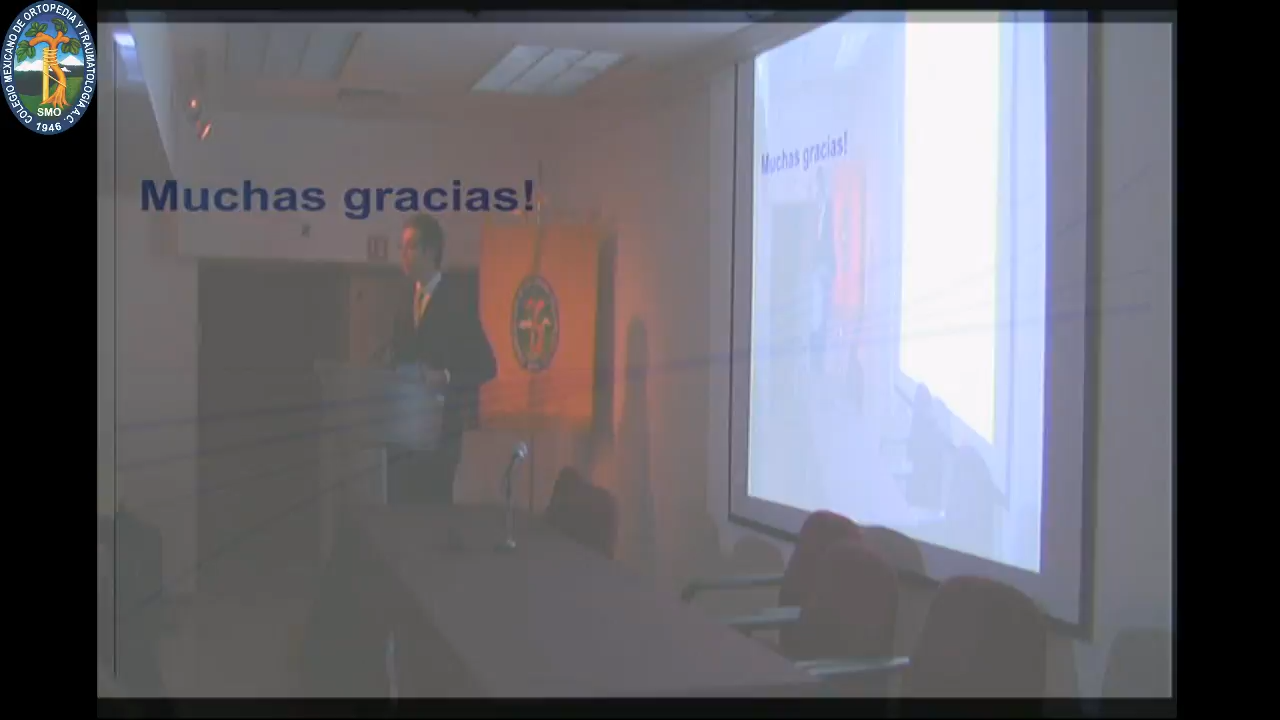 COLEGIO MEXICANO DE ORTOPEDIA Y TRAUMATOLOGIA A.C.
SMO
1946
Muchas gracias!
Muchas gracias!